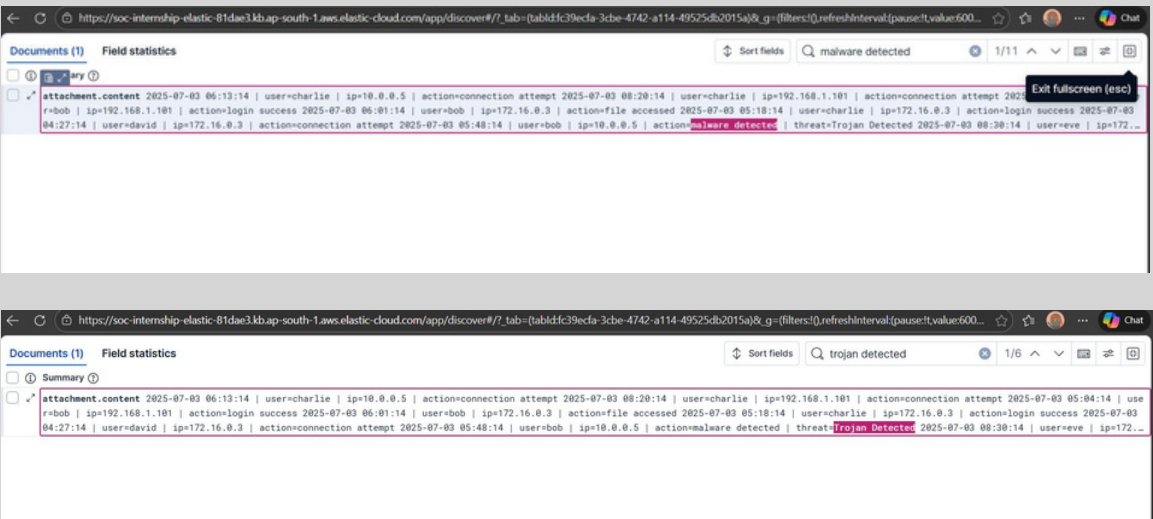 https://soc-internship-elastic-81dae3.kb.ap-south-1.aws.elastic-cloud.com/app/discover#/?_tab=(tabId:fc39ecfa-3cbe-4742-a114-49525db2015a)&_g=(filters:!(),refreshInterval:(pause:!t,value:600... Chat
Documents (1) Field statistics Sort fields malware detected 1/11
ary
Exit fullscreen (esc)
attachment.content 2025-07-03 06:13:14 | user=charlie | ip=10.0.0.5 | action=connection attempt 2025-07-03 08:20:14 | user=charlie | ip=192.168.1.101 | action=connection attempt 2025
r=bob | ip=192.168.1.101 | action=login success 2025-07-03 06:01:14 | user=bob | ip=172.16.0.3 | action=file accessed 2025-07-03 05:18:14 | user=charlie | ip=172.16.0.3 | action=login success 2025-07-03
04:27:14 | user=david | ip=172.16.0.3 | action=connection attempt 2025-07-03 05:48:14 | user=bob | ip=10.0.0.5 | action=malware detected | threat=Trojan Detected 2025-07-03 08:30:14 | user=eve | ip=172.…
https://soc-internship-elastic-81dae3.kb.ap-south-1.aws.elastic-cloud.com/app/discover#/?_tab=(tabId:fc39ecfa-3cbe-4742-a114-49525db2015a)&_g=(filters:!(),refreshInterval:(pause:!t,value:600... Chat
Documents (1) Field statistics Sort fields trojan detected 1/6
Summary
attachment.content 2025-07-03 06:13:14 | user=charlie | ip=10.0.0.5 | action=connection attempt 2025-07-03 08:20:14 | user=charlie | ip=192.168.1.101 | action=connection attempt 2025-07-03 05:04:14 | use
r=bob | ip=192.168.1.101 | action=login success 2025-07-03 06:01:14 | user=bob | ip=172.16.0.3 | action=file accessed 2025-07-03 05:18:14 | user=charlie | ip=172.16.0.3 | action=login success 2025-07-03
04:27:14 | user=david | ip=172.16.0.3 | action=connection attempt 2025-07-03 05:48:14 | user=bob | ip=10.0.0.5 | action=malware detected | threat=Trojan Detected 2025-07-03 08:30:14 | user=eve | ip=172.…